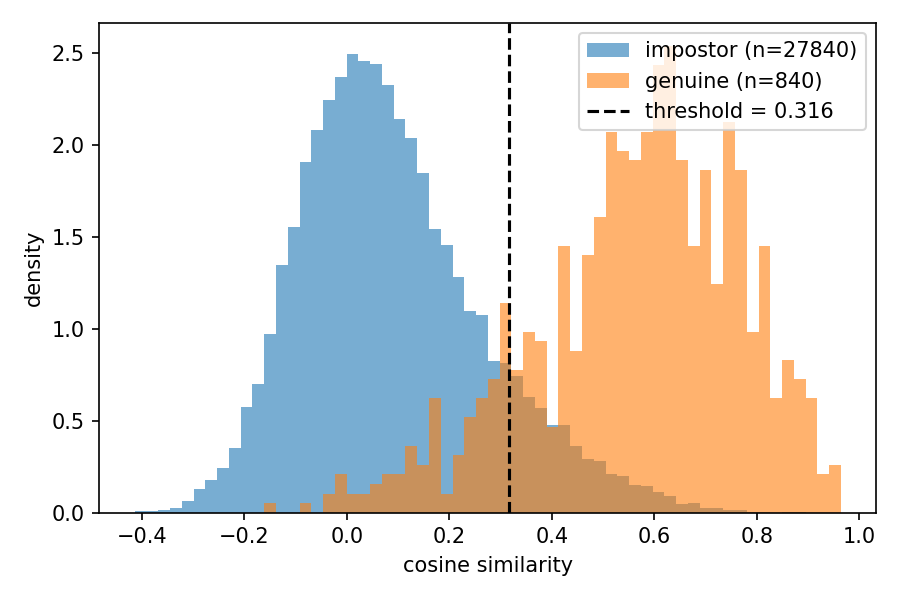 impostor (n=27840)
genuine (n=840)
threshold = 0.316
density
2.5
2.0
1.5
1.0
0.5
0.0
−0.4 −0.2 0.0 0.2 0.4 0.6 0.8 1.0
cosine similarity